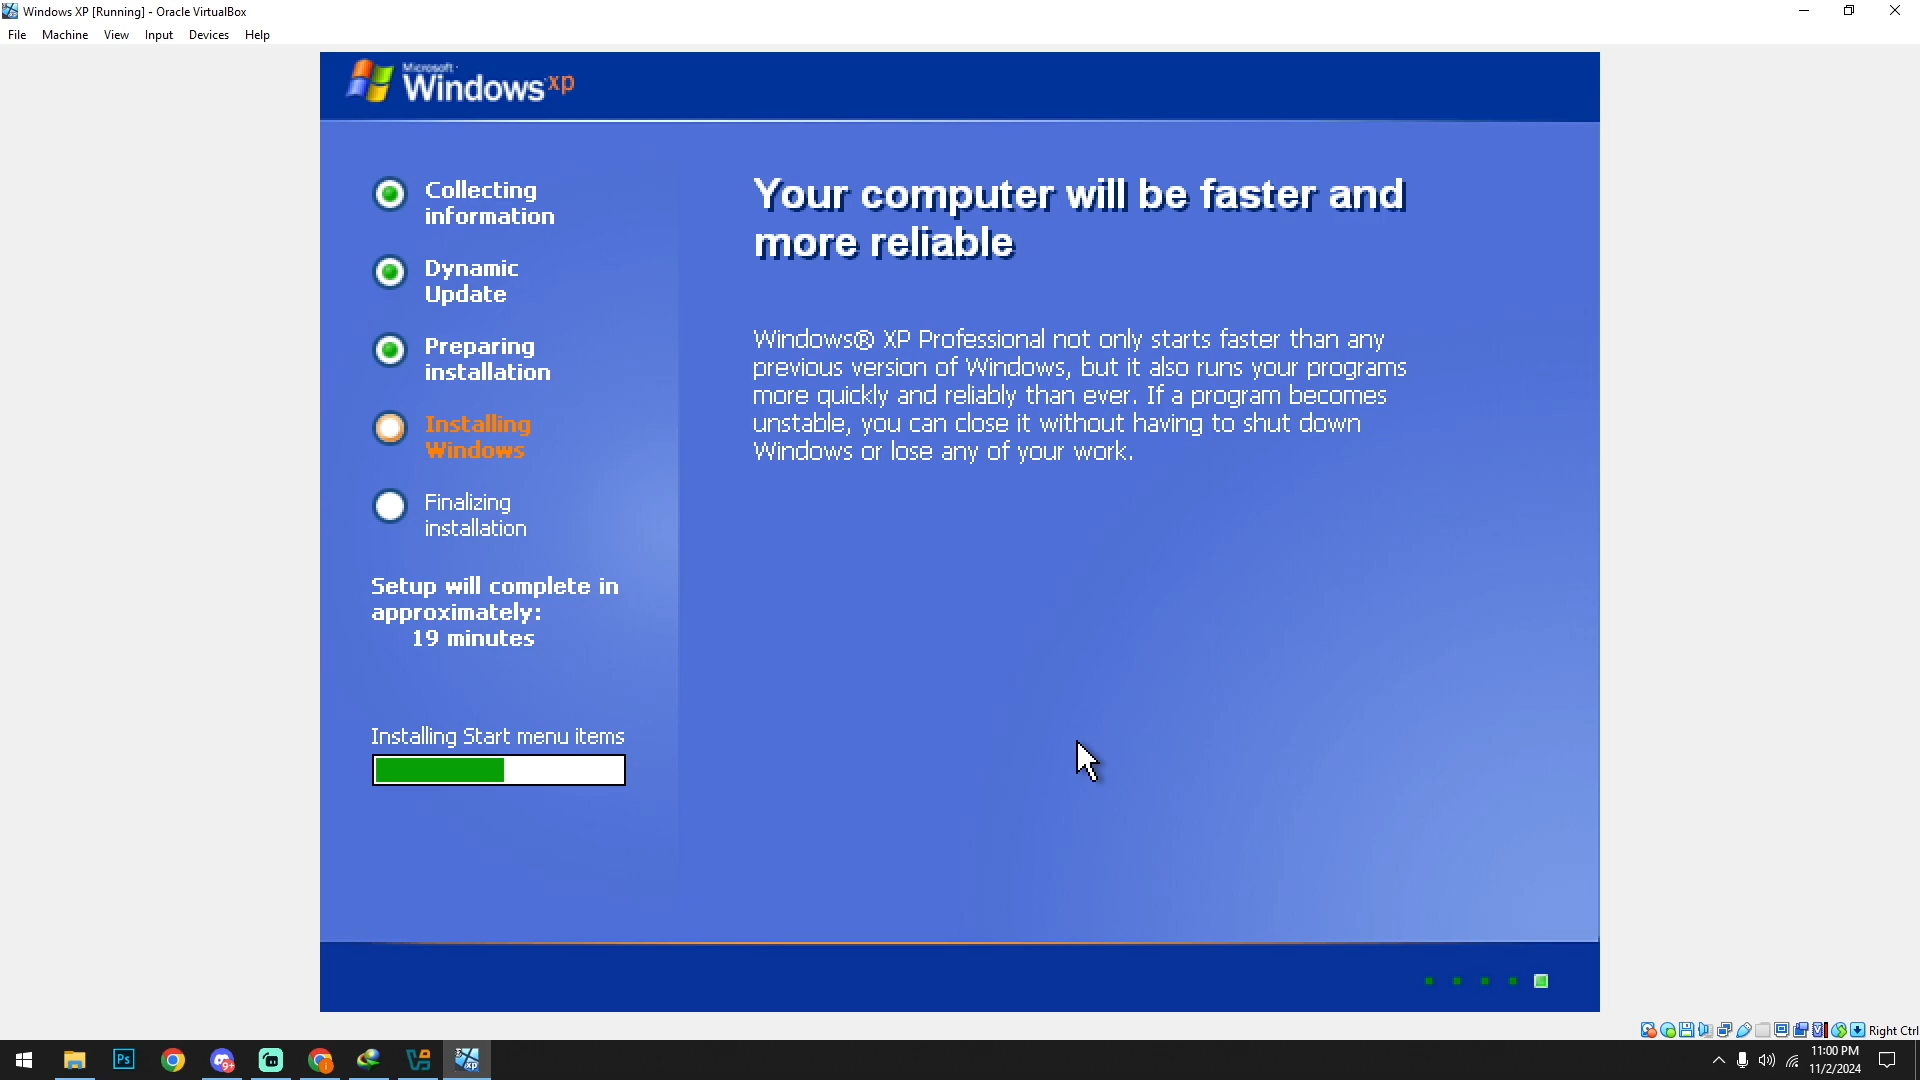 Windows XP [Running] - Oracle VirtualBox
File Machine View Input Devices Help
Microsoft
Windows xp
Collecting
information
Dynamic
Update
Preparing
installation
Installing
Windows
Finalizing
installation
Setup will complete in
approximately:
19 minutes
Installing Start menu items
Your computer will be faster and
more reliable
Windows® XP Professional not only starts faster than any
previous version of Windows, but it also runs your programs
more quickly and reliably than ever. If a program becomes
unstable, you can close it without having to shut down
Windows or lose any of your work.
Right Ctrl
Ps
9+
xp
11:00 PM
11/2/2024